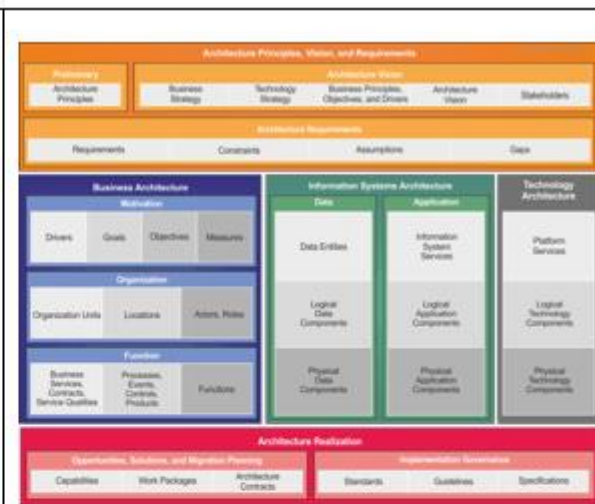 Architecture Principles, Vision, and Requirements
Preliminary
Architecture Vision
Architecture
Principles
Business
Strategy
Technology
Strategy
Business Principles,
Objectives, and Drivers
Architecture
Vision
Stakeholders
Architecture Requirements
Requirements
Constraints
Assumptions
Gaps
Business Architecture
Motivation
Drivers
Goals
Objectives
Measures
Organization
Organization Units
Locations
Actors, Roles
Function
Business
Services,
Contracts,
Service Qualities
Processes,
Events,
Controls,
Products
Functions
Information Systems Architecture
Data
Application
Data Entities
Information
System
Services
Logical
Data
Components
Logical
Application
Components
Physical
Data
Components
Physical
Application
Components
Technology
Architecture
Platform
Services
Logical
Technology
Components
Physical
Technology
Components
Architecture Realization
Opportunities, Solutions, and Migration Planning
Capabilities
Work Packages
Architecture
Contracts
Implementation Governance
Standards
Guidelines
Specifications